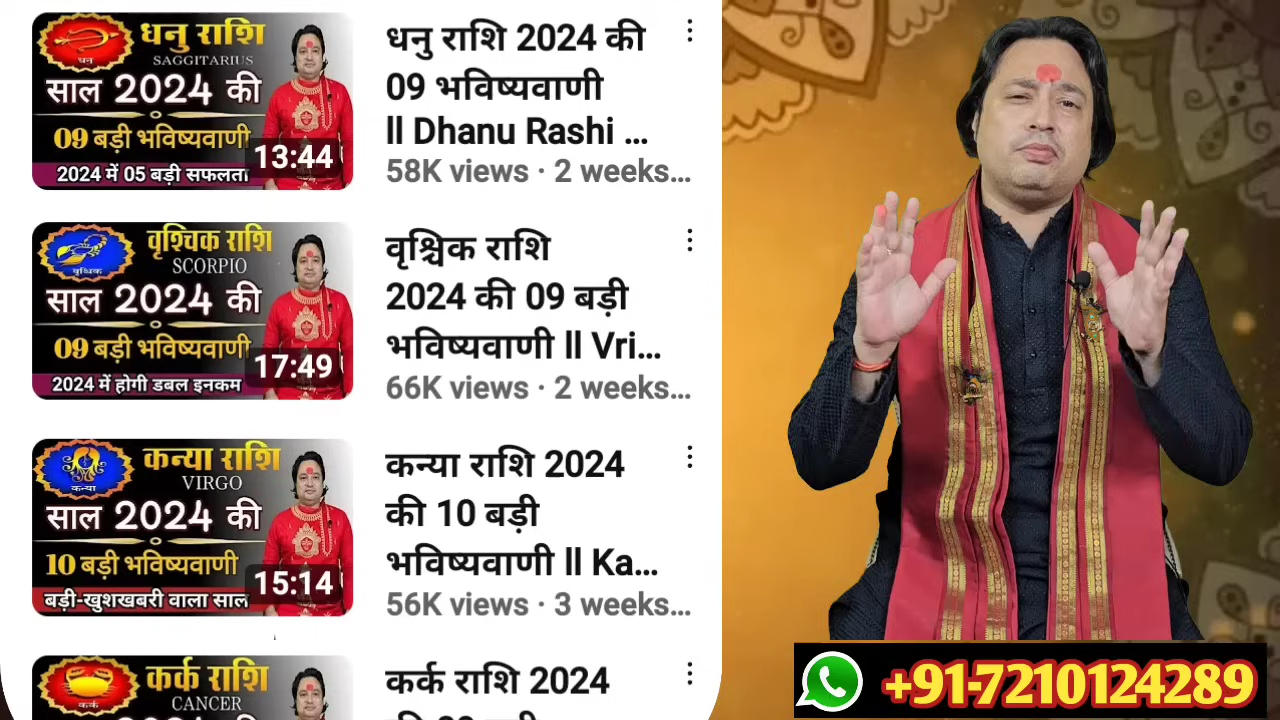 धनु राशि
धनु
SAGGITARIUS
साल 2024 की
09 बड़ी भविष्यवाणी
13:44
2024 में 05 बड़ी सफलता
धनु राशि 2024 की
09 भविष्यवाणी
ll Dhanu Rashi ...
58K views · 2 weeks...
वृश्चिक राशि
वृश्चिक
SCORPIO
साल 2024 की
09 बड़ी भविष्यवाणी
17:49
2024 में होगी डबल इनकम
वृश्चिक राशि
2024 की 09 बड़ी
भविष्यवाणी ll Vri...
66K views · 2 weeks...
कन्या राशि
कन्या
VIRGO
साल 2024 की
10 बड़ी भविष्यवाणी
15:14
बड़ी-खुशखबरी वाला साल
कन्या राशि 2024
की 10 बड़ी
भविष्यवाणी ll Ka...
56K views · 3 weeks...
कर्क राशि
कर्क
CANCER
कर्क राशि 2024
+91-7210124289